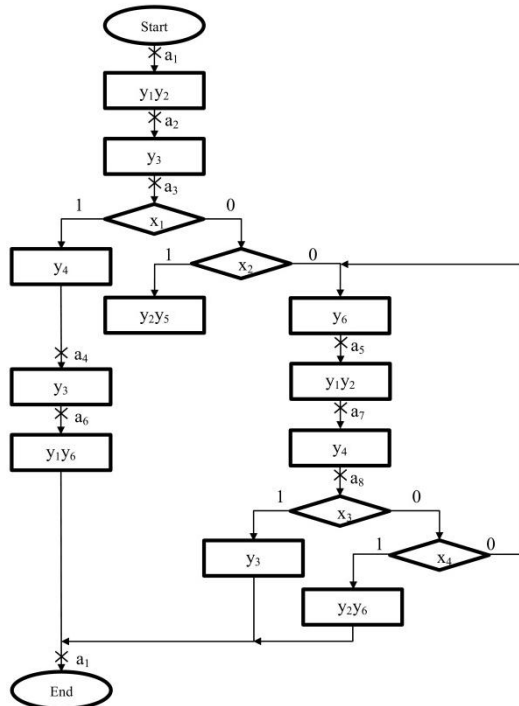 Start
a₁
y₁y₂
a₂
y₃
a₃
1 x₁ 0
y₄
1 x₂ 0
y₂y₅
y₆
a₄
a₅
y₃
y₁y₂
a₆
a₇
y₁y₆
y₄
a₈
1 x₃ 0
y₃
1 x₄ 0
y₂y₆
a₁
End